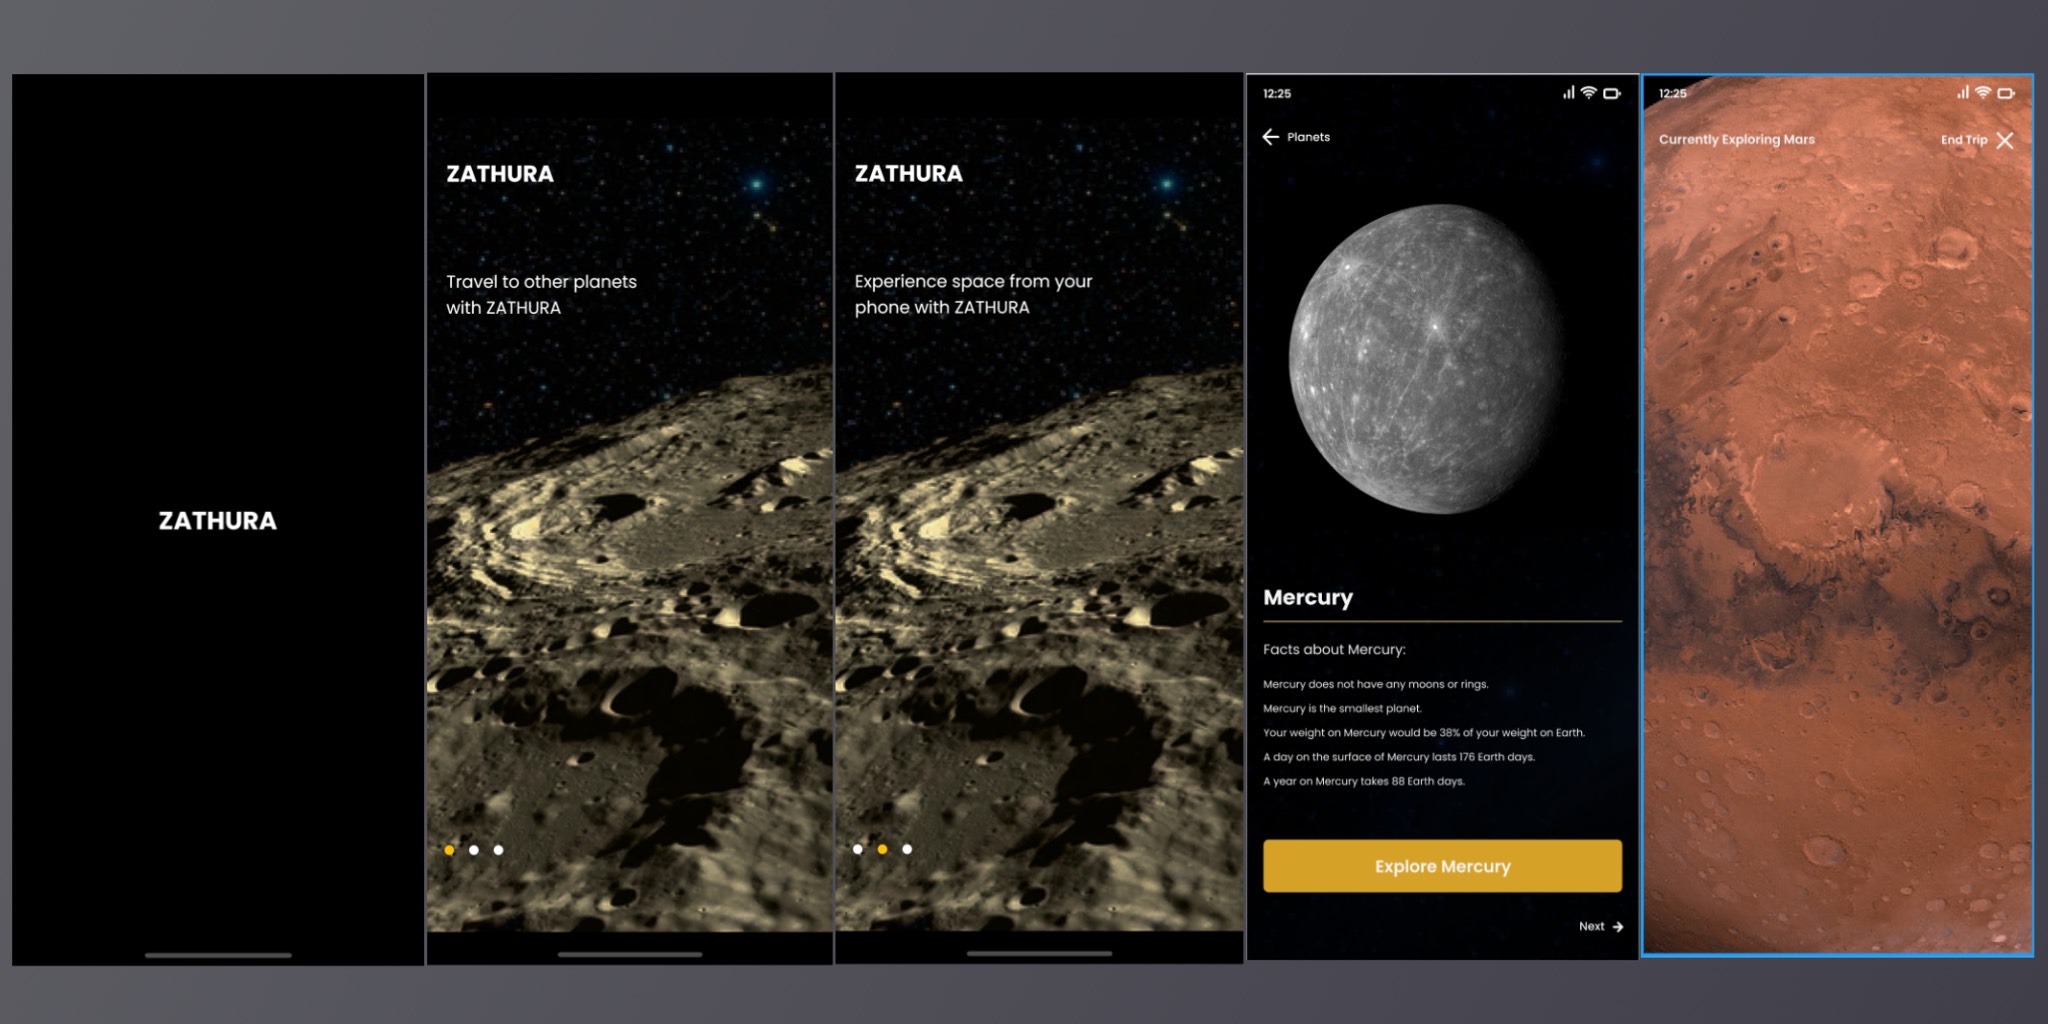 ZATHURA
ZATHURA
Travel to other planets
with ZATHURA
ZATHURA
Experience space from your
phone with ZATHURA
12:25
Planets
Mercury
Facts about Mercury:
Mercury does not have any moons or rings.
Mercury is the smallest planet.
Your weight on Mercury would be 38% of your weight on Earth.
A day on the surface of Mercury lasts 176 Earth days.
A year on Mercury takes 88 Earth days.
Explore Mercury
Next
12:25
Currently Exploring Mars
End Trip